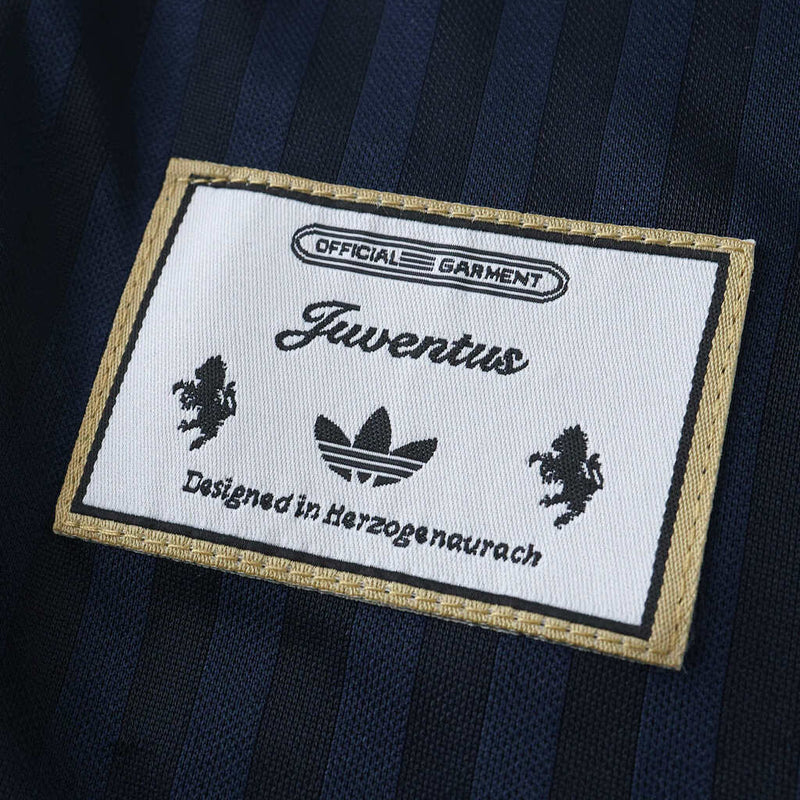 OFFICIAL GARMENT
Juventus
Designed in Herzogenaurach